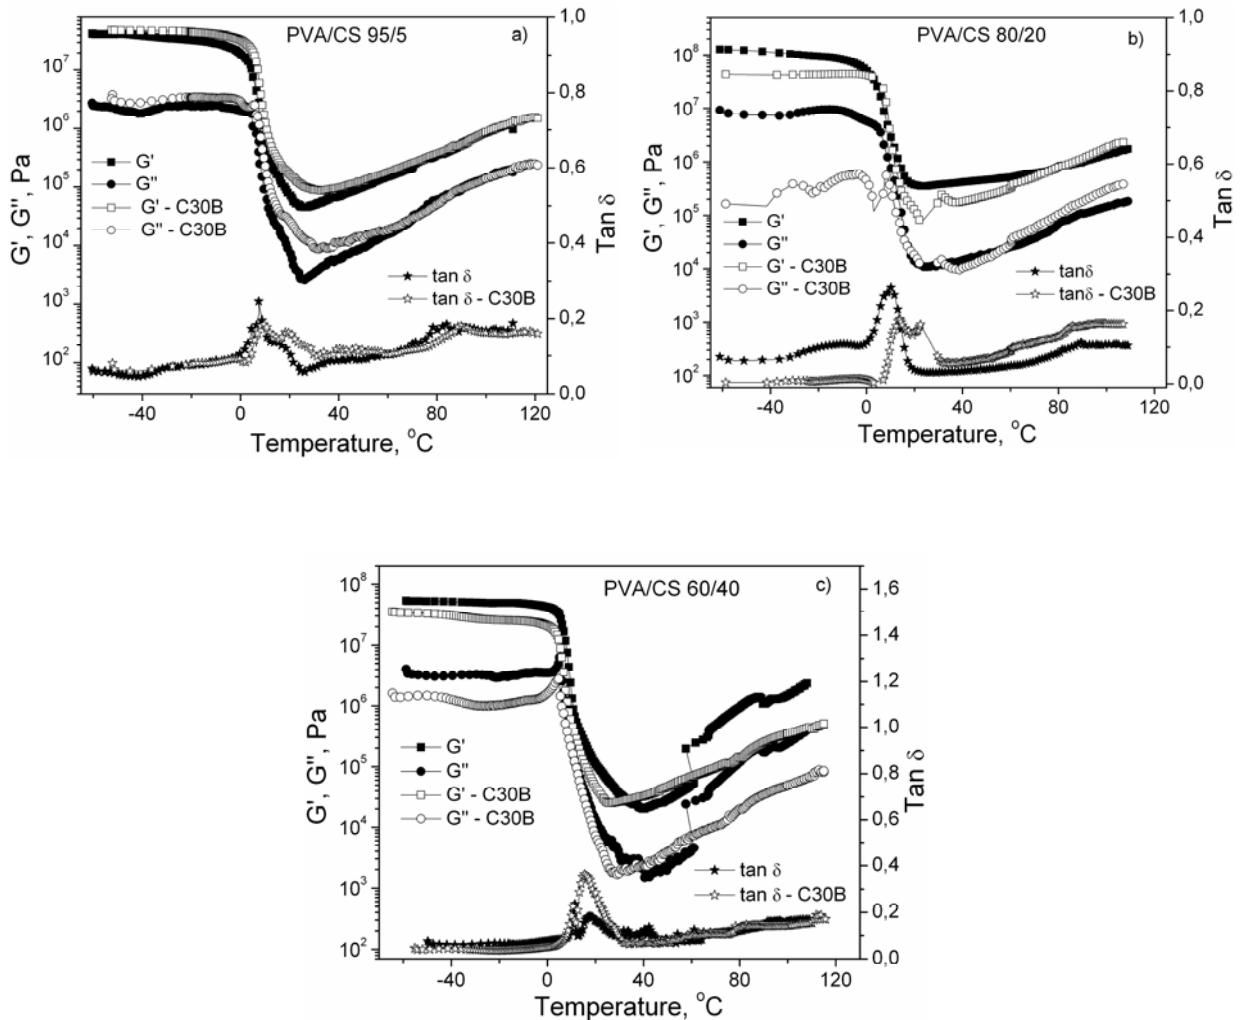 PVA/CS 95/5
a)
G', G'', Pa
10^7
10^6
10^5
10^4
10^3
10^2
1,0
0,8
0,6
0,4
0,2
0,0
Tan δ
G'
G''
G' - C30B
G'' - C30B
tan δ
tan δ - C30B
-40
0
40
80
120
Temperature, °C
PVA/CS 80/20
b)
G', G'', Pa
10^8
10^7
10^6
10^5
10^4
10^3
10^2
1,0
0,8
0,6
0,4
0,2
0,0
Tan δ
G'
G''
G' - C30B
G'' - C30B
tanδ
tanδ - C30B
-40
0
40
80
120
Temperature, °C
PVA/CS 60/40
c)
G', G'', Pa
10^8
10^7
10^6
10^5
10^4
10^3
10^2
1,6
1,4
1,2
1,0
0,8
0,6
0,4
0,2
0,0
Tan δ
G'
G''
G' - C30B
G'' - C30B
tan δ
tan δ - C30B
-40
0
40
80
120
Temperature, °C